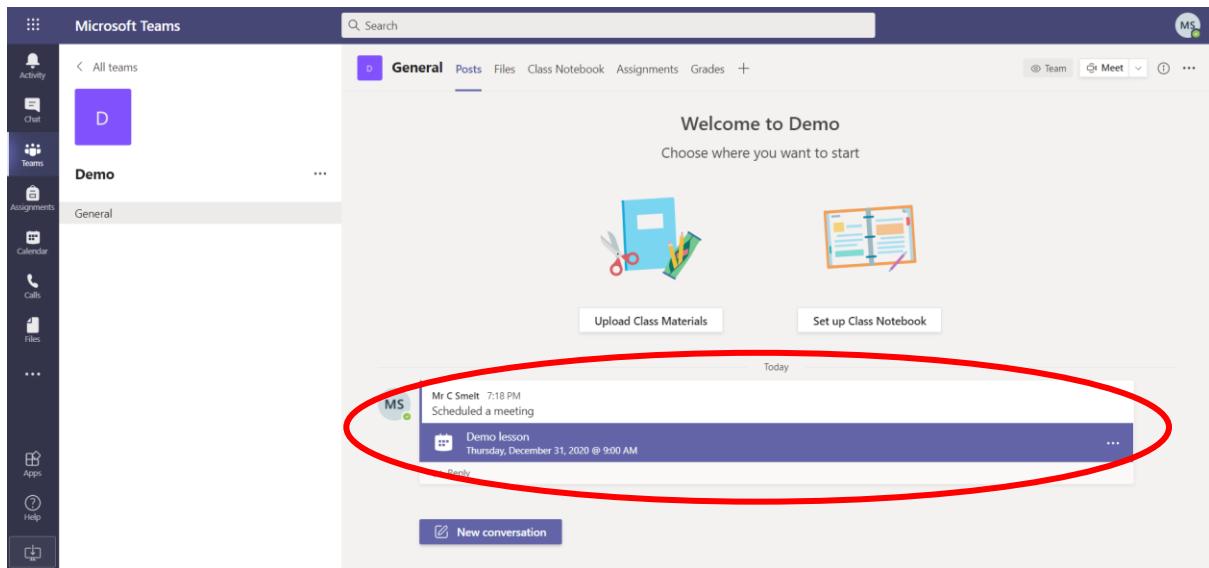 Microsoft Teams
Search
MS
Activity
Chat
Teams
Assignments
Calendar
Calls
Files
Apps
Help
All teams
D
Demo
General
D General Posts Files Class Notebook Assignments Grades
Team Meet
Welcome to Demo
Choose where you want to start
Upload Class Materials
Set up Class Notebook
Today
MS
Mr C Smelt 7:18 PM
Scheduled a meeting
Demo lesson
Thursday, December 31, 2020 @ 9:00 AM
Reply
New conversation